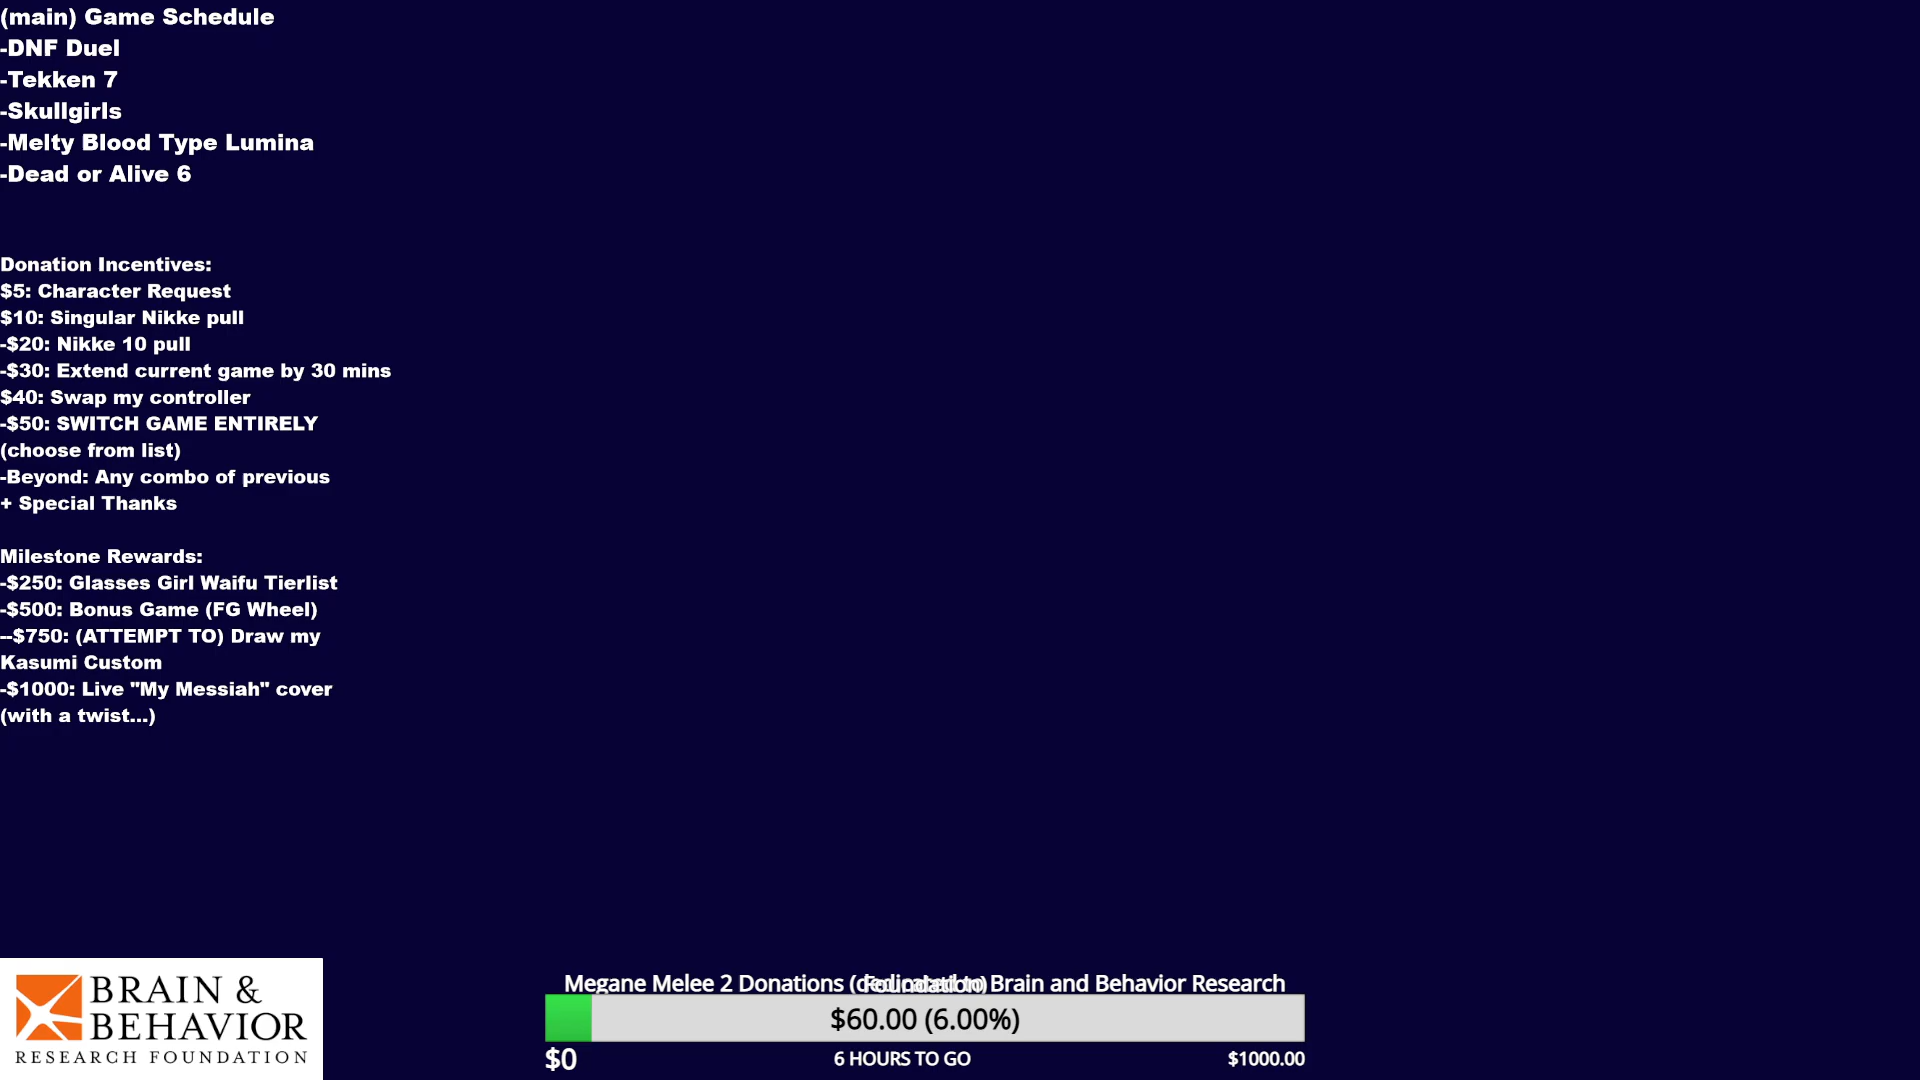 (main) Game Schedule
-DNF Duel
-Tekken 7
-Skullgirls
-Melty Blood Type Lumina
-Dead or Alive 6
Donation Incentives:
$5: Character Request
$10: Singular Nikke pull
-$20: Nikke 10 pull
-$30: Extend current game by 30 mins
$40: Swap my controller
-$50: SWITCH GAME ENTIRELY
(choose from list)
-Beyond: Any combo of previous
+ Special Thanks
Milestone Rewards:
-$250: Glasses Girl Waifu Tierlist
-$500: Bonus Game (FG Wheel)
--$750: (ATTEMPT TO) Draw my
Kasumi Custom
-$1000: Live "My Messiah" cover
(with a twist...)
BRAIN &
BEHAVIOR
RESEARCH FOUNDATION
Megane Melee 2 Donations (dedicated to Brain and Behavior Research
Foundation)
$60.00 (6.00%)
$0
6 HOURS TO GO
$1000.00